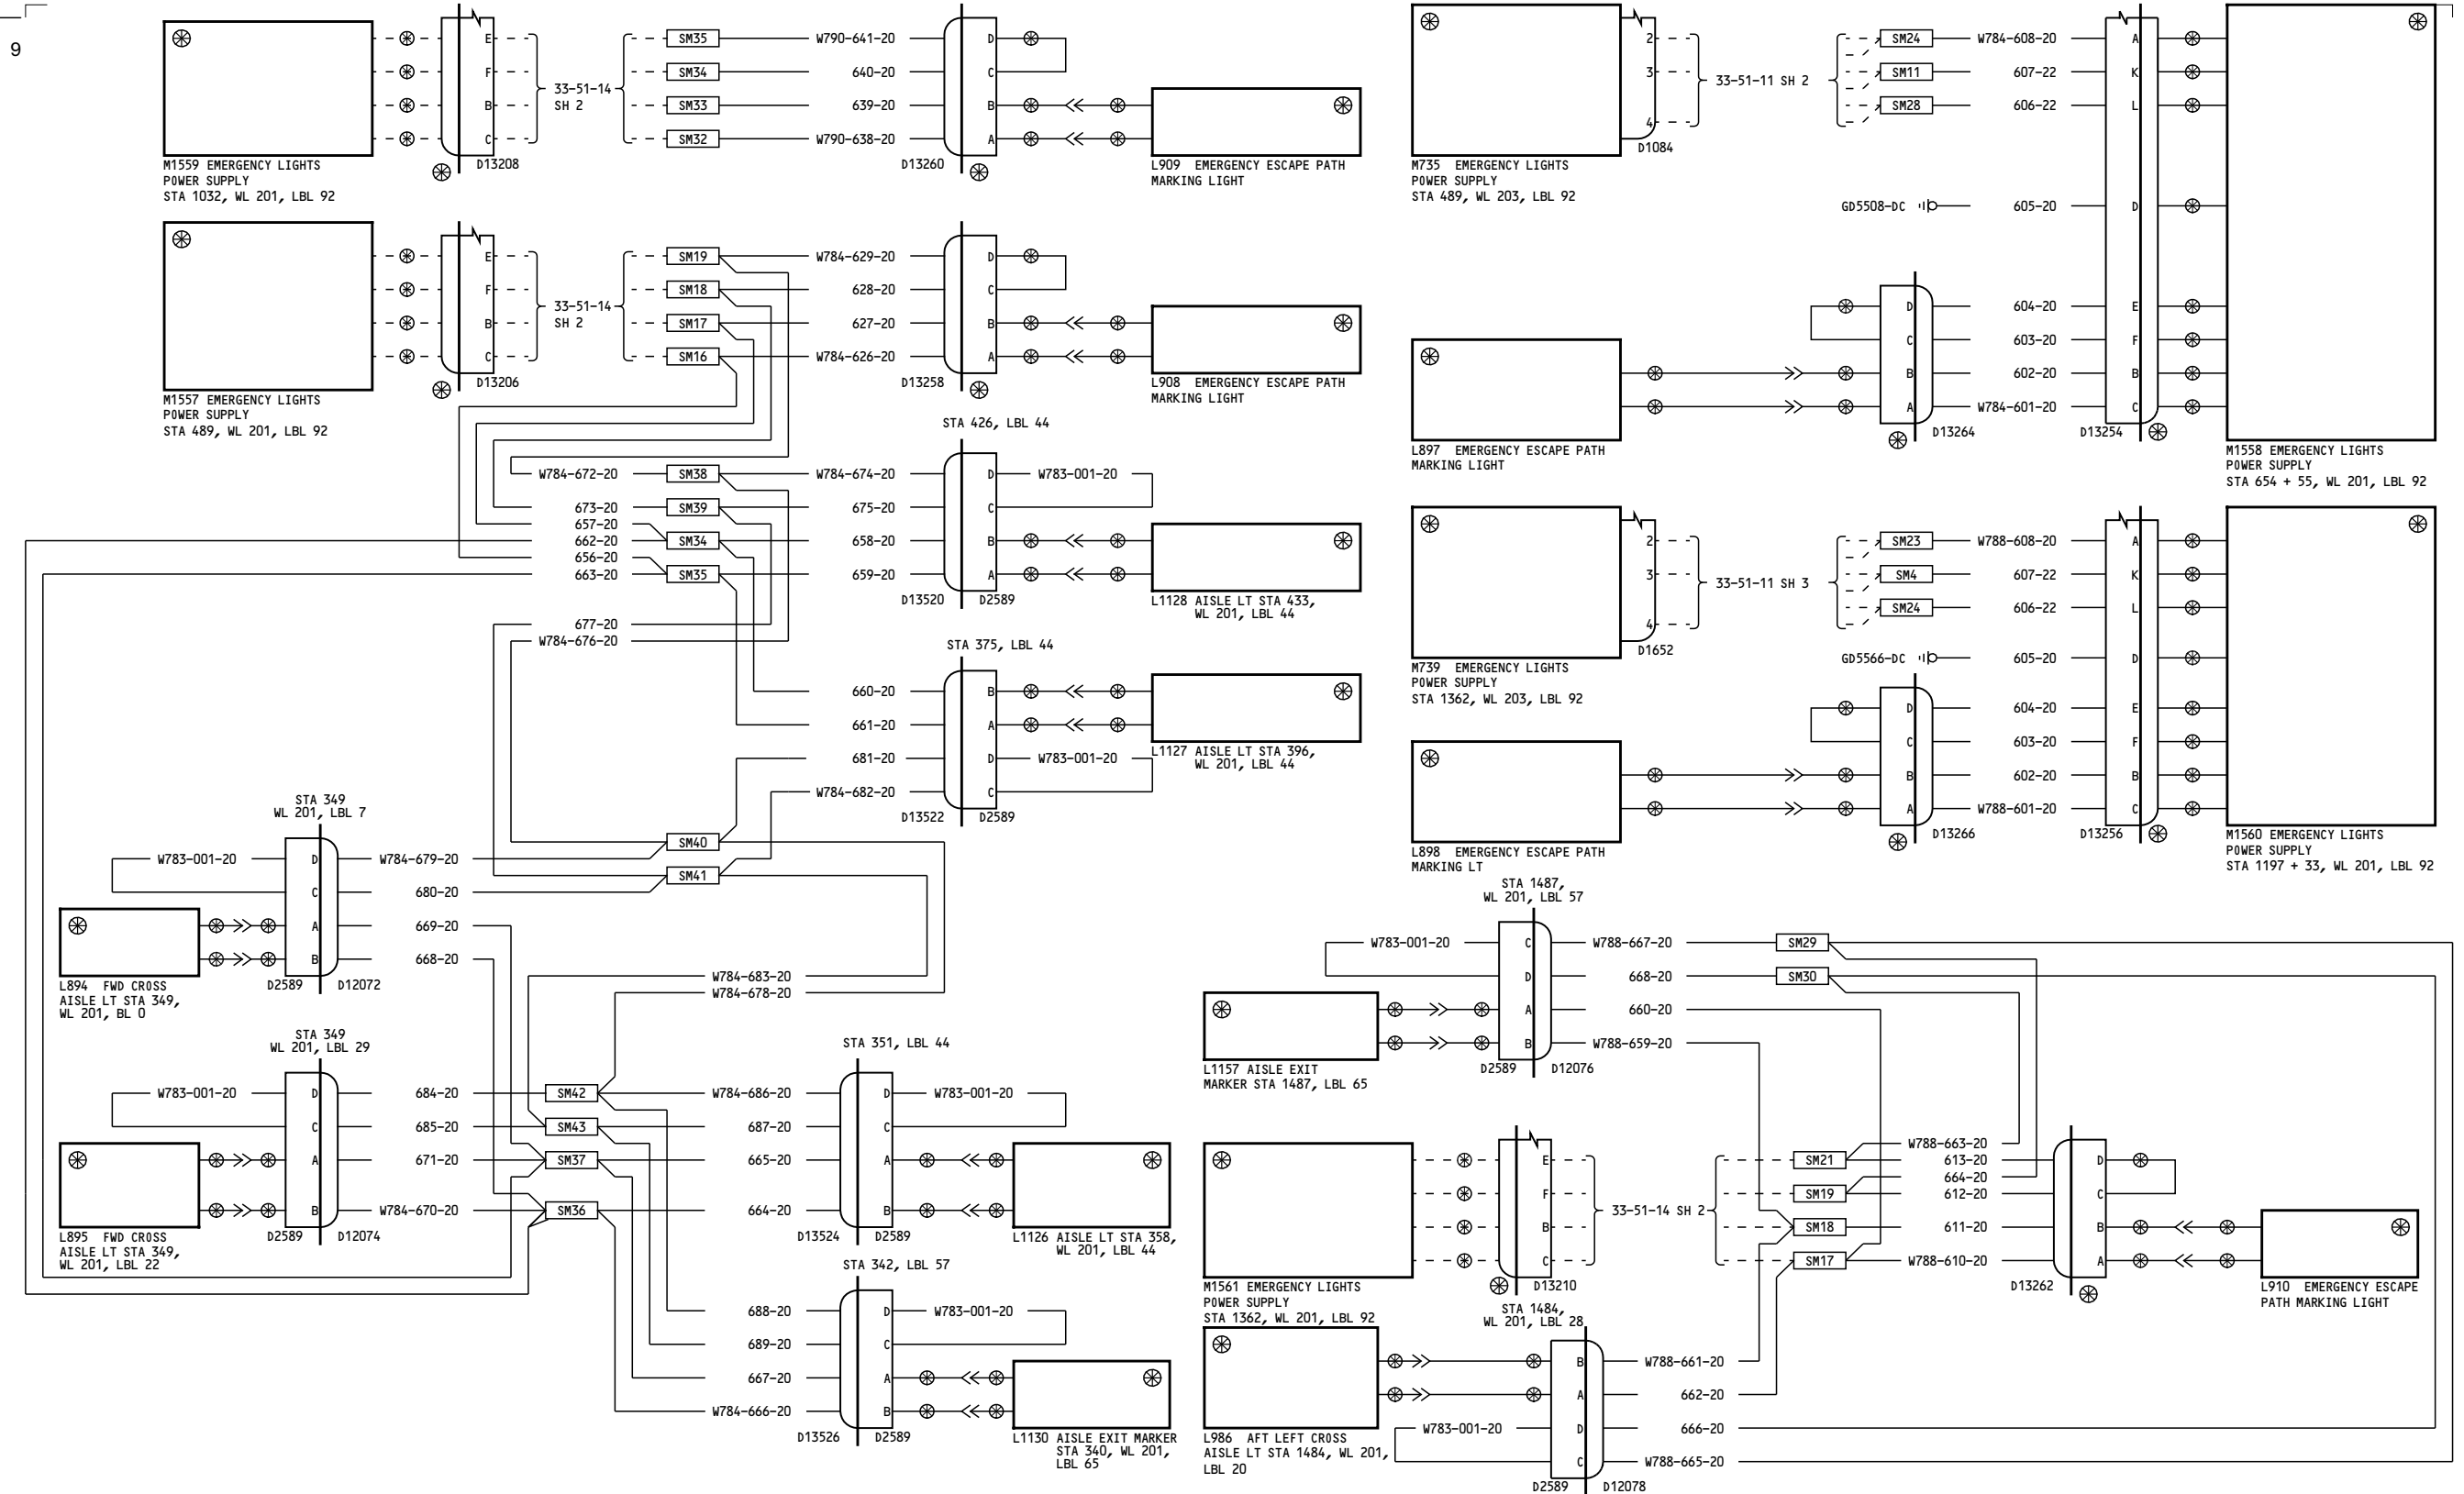 9
M1559 EMERGENCY LIGHTS
POWER SUPPLY
STA 1032, WL 201, LBL 92
E
F
B
C
D13208
33-51-14
SH 2
SM35
SM34
SM33
SM32
W790-641-20
640-20
639-20
W790-638-20
D
C
B
A
D13260
L909 EMERGENCY ESCAPE PATH
MARKING LIGHT
M1557 EMERGENCY LIGHTS
POWER SUPPLY
STA 489, WL 201, LBL 92
E
F
B
C
D13206
33-51-14
SH 2
SM19
SM18
SM17
SM16
W784-629-20
628-20
627-20
W784-626-20
D
C
B
A
D13258
L908 EMERGENCY ESCAPE PATH
MARKING LIGHT
STA 426, LBL 44
W784-672-20
673-20
657-20
662-20
656-20
663-20
SM38
SM39
SM34
SM35
W784-674-20
675-20
658-20
659-20
D
C
B
A
W783-001-20
D13520
D2589
L1128 AISLE LT STA 433,
WL 201, LBL 44
677-20
W784-676-20
STA 375, LBL 44
660-20
661-20
681-20
W784-682-20
B
A
D
C
W783-001-20
D13522
D2589
L1127 AISLE LT STA 396,
WL 201, LBL 44
SM40
SM41
STA 349
WL 201, LBL 7
W783-001-20
D
C
A
B
W784-679-20
680-20
669-20
668-20
D2589
D12072
L894 FWD CROSS
AISLE LT STA 349,
WL 201, BL 0
W784-683-20
W784-678-20
STA 349
WL 201, LBL 29
W783-001-20
D
C
A
B
684-20
685-20
671-20
W784-670-20
D2589
D12074
L895 FWD CROSS
AISLE LT STA 349,
WL 201, LBL 22
SM42
SM43
SM37
SM36
STA 351, LBL 44
W784-686-20
687-20
665-20
664-20
D
C
A
B
W783-001-20
D13524
D2589
L1126 AISLE LT STA 358,
WL 201, LBL 44
STA 342, LBL 57
688-20
689-20
667-20
W784-666-20
D
C
A
B
W783-001-20
D13526
D2589
L1130 AISLE EXIT MARKER
STA 340, WL 201,
LBL 65
M735 EMERGENCY LIGHTS
POWER SUPPLY
STA 489, WL 203, LBL 92
2
3
4
D1084
33-51-11 SH 2
SM24
SM11
SM28
W784-608-20
607-22
606-22
GD5508-DC
605-20
604-20
603-20
602-20
W784-601-20
A
K
L
D
E
F
B
C
D
C
B
A
D13264
D13254
L897 EMERGENCY ESCAPE PATH
MARKING LIGHT
M1558 EMERGENCY LIGHTS
POWER SUPPLY
STA 654 + 55, WL 201, LBL 92
M739 EMERGENCY LIGHTS
POWER SUPPLY
STA 1362, WL 203, LBL 92
2
3
4
D1652
33-51-11 SH 3
SM23
SM4
SM24
W788-608-20
607-22
606-22
GD5566-DC
605-20
604-20
603-20
602-20
W788-601-20
A
K
L
D
E
F
B
C
D
C
B
A
D13266
D13256
L898 EMERGENCY ESCAPE PATH
MARKING LT
M1560 EMERGENCY LIGHTS
POWER SUPPLY
STA 1197 + 33, WL 201, LBL 92
STA 1487,
WL 201, LBL 57
W783-001-20
C
D
A
B
W788-667-20
668-20
660-20
W788-659-20
SM29
SM30
D2589
D12076
L1157 AISLE EXIT
MARKER STA 1487, LBL 65
M1561 EMERGENCY LIGHTS
POWER SUPPLY
STA 1362, WL 201, LBL 92
E
F
B
C
D13210
33-51-14 SH 2
SM21
SM19
SM18
SM17
W788-663-20
613-20
664-20
612-20
611-20
W788-610-20
D
C
B
A
D13262
L910 EMERGENCY ESCAPE
PATH MARKING LIGHT
STA 1484,
WL 201, LBL 28
B
A
D
C
W783-001-20
W788-661-20
662-20
666-20
W788-665-20
D2589
D12078
L986 AFT LEFT CROSS
AISLE LT STA 1484, WL 201,
LBL 20